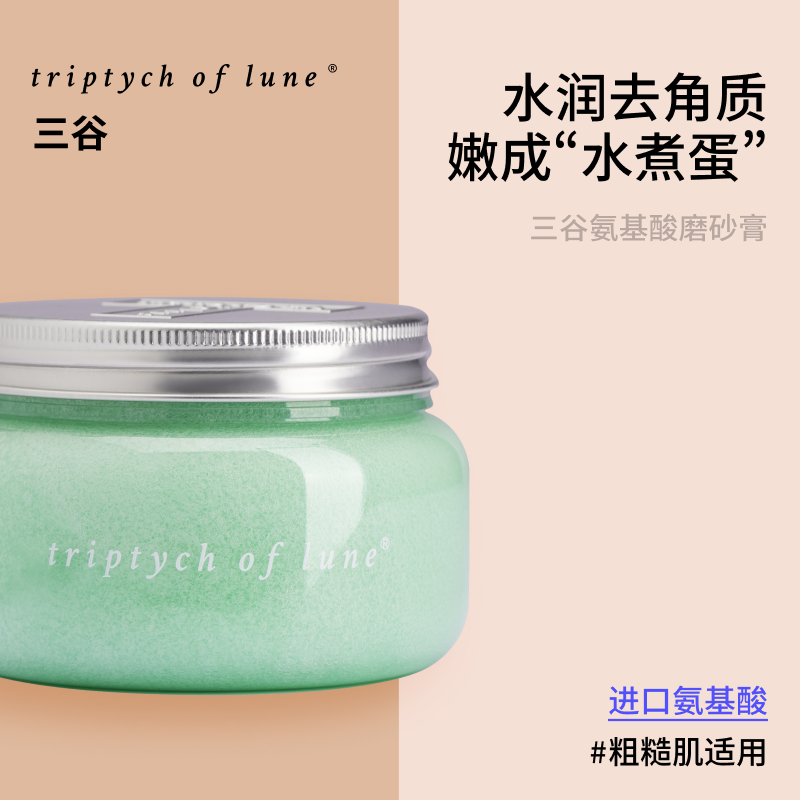 triptych of lune®
三谷
水润去角质
嫩成“水煮蛋”
三谷氨基酸磨砂膏
triptych of lune®
进口氨基酸
#粗糙肌适用